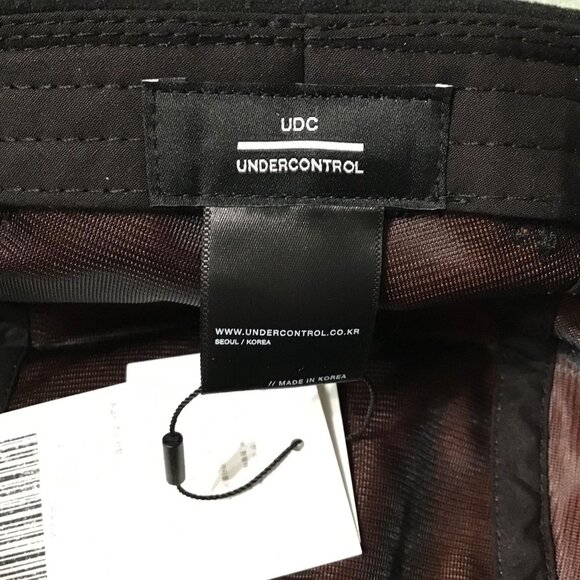 UDC
UNDERCONTROL
WWW.UNDERCONTROL.CO.KR
SEOUL / KOREA
// MADE IN KOREA